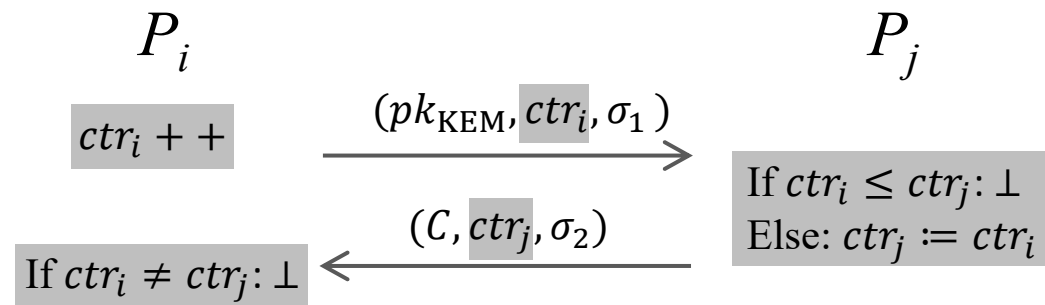 P_i P_j
ctr_i + +
(pk_KEM, ctr_i, σ_1 )
If ctr_i ≤ ctr_j: ⊥
Else: ctr_j ≔ ctr_i
(C, ctr_j, σ_2)
If ctr_i ≠ ctr_j: ⊥